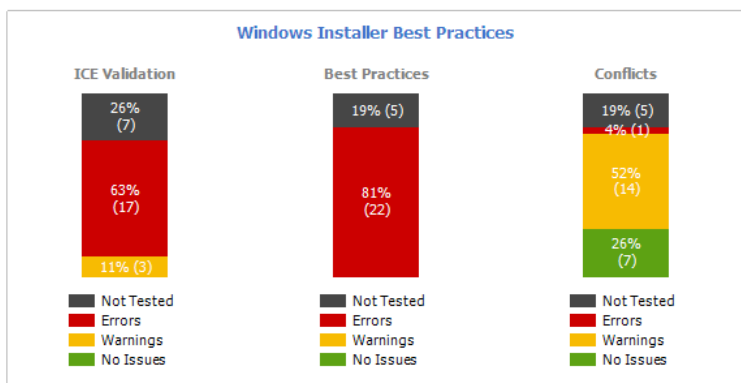 Windows Installer Best Practices
ICE Validation
26%
(7)
63%
(17)
11% (3)
Not Tested
Errors
Warnings
No Issues
Best Practices
19% (5)
81%
(22)
Not Tested
Errors
Warnings
No Issues
Conflicts
19% (5)
4% (1)
52%
(14)
26%
(7)
Not Tested
Errors
Warnings
No Issues